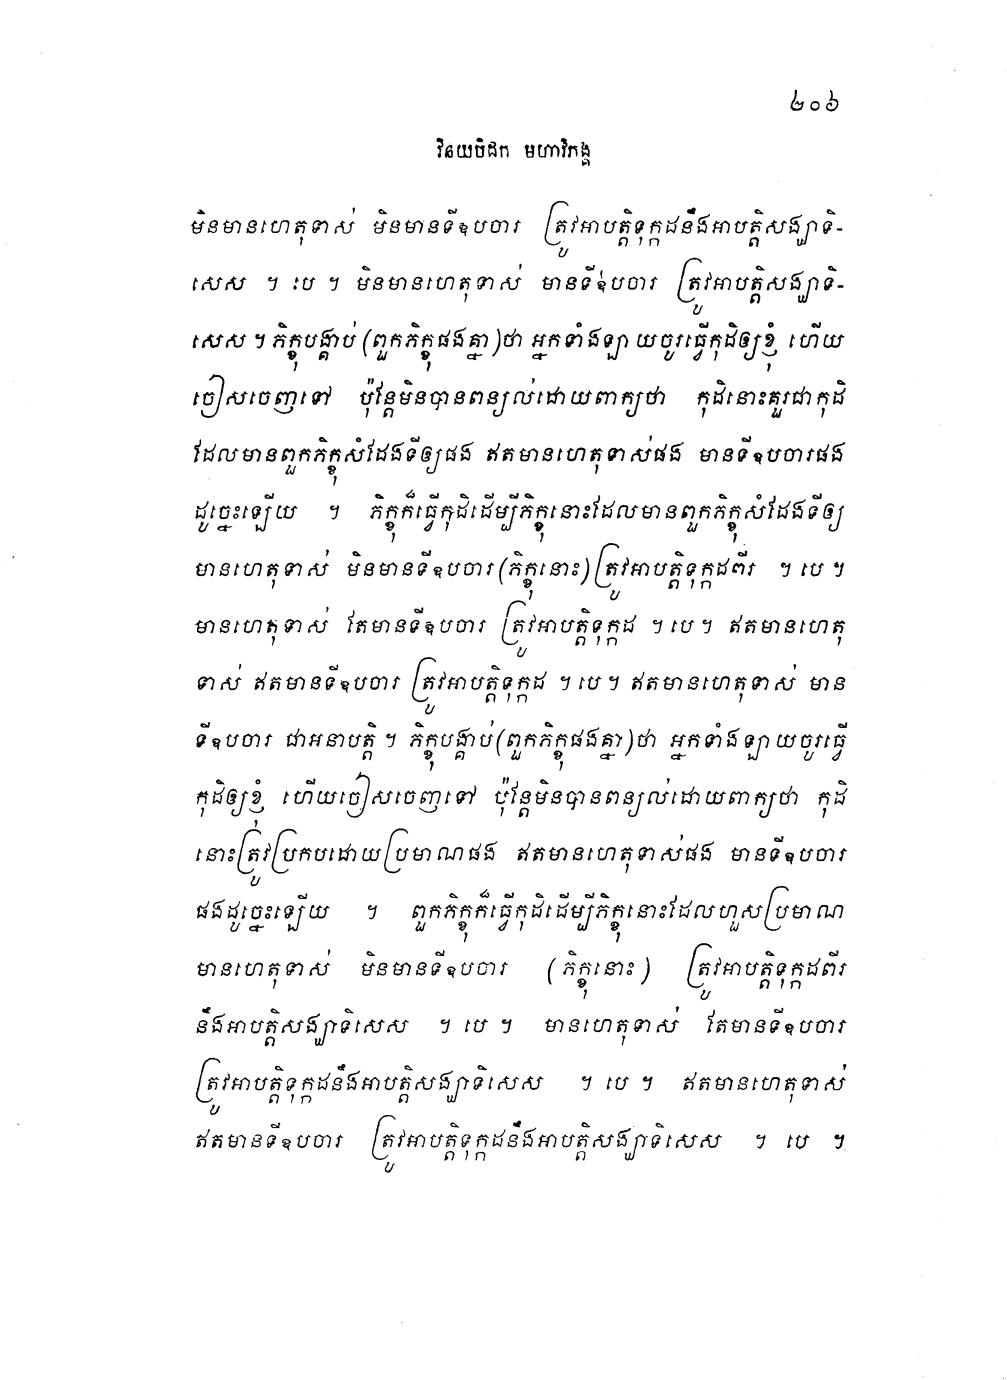 ២០៦
វិនយបិដក មហាវិភង្គ
មិនមានហេតុទាស់ មិនមានទីឧបចារ ត្រូវអាបត្តិទុក្កដនឹងអាបត្តិសង្ឃាទិ-
សេស ។ បេ ។ មិនមានហេតុទាស់ មានទីឧបចារ ត្រូវអាបត្តិសង្ឃាទិ-
សេស ។ ភិក្ខុបង្គាប់ (ពួកភិក្ខុផងគ្នា) ថា អ្នកទាំងឡាយចូរធ្វើកុដិឲ្យខ្ញុំ ហើយ
ចៀសចេញទៅ ប៉ុន្តែមិនបានពន្យល់ដោយពាក្យថា កុដិនោះគួរជាកុដិ
ដែលមានពួកភិក្ខុសំដែងទីឲ្យផង ឥតមានហេតុទាស់ផង មានទីឧបចារផង
ដូច្នេះឡើយ ។ ភិក្ខុក៏ធ្វើកុដិដើម្បីភិក្ខុនោះដែលមានពួកភិក្ខុសំដែងទីឲ្យ
មានហេតុទាស់ មិនមានទីឧបចារ (ភិក្ខុនោះ) ត្រូវអាបត្តិទុក្កដពីរ ។ បេ ។
មានហេតុទាស់ តែមានទីឧបចារ ត្រូវអាបត្តិទុក្កដ ។ បេ ។ ឥតមានហេតុ
ទាស់ ឥតមានទីឧបចារ ត្រូវអាបត្តិទុក្កដ ។ បេ ។ ឥតមានហេតុទាស់ មាន
ទីឧបចារ ជាអនាបត្តិ ។ ភិក្ខុបង្គាប់ (ពួកភិក្ខុផងគ្នា) ថា អ្នកទាំងឡាយចូរធ្វើ
កុដិឲ្យខ្ញុំ ហើយចៀសចេញទៅ ប៉ុន្តែមិនបានពន្យល់ដោយពាក្យថា កុដិ
នោះត្រូវប្រកបដោយប្រមាណផង ឥតមានហេតុទាស់ផង មានទីឧបចារ
ផងដូច្នេះឡើយ ។ ពួកភិក្ខុក៏ធ្វើកុដិដើម្បីភិក្ខុនោះដែលហួសប្រមាណ
មានហេតុទាស់ មិនមានទីឧបចារ (ភិក្ខុនោះ) ត្រូវអាបត្តិទុក្កដពីរ
នឹងអាបត្តិសង្ឃាទិសេស ។ បេ ។ មានហេតុទាស់ តែមានទីឧបចារ
ត្រូវអាបត្តិទុក្កដនឹងអាបត្តិសង្ឃាទិសេស ។ បេ ។ ឥតមានហេតុទាស់
ឥតមានទីឧបចារ ត្រូវអាបត្តិទុក្កដនឹងអាបត្តិសង្ឃាទិសេស ។ បេ ។